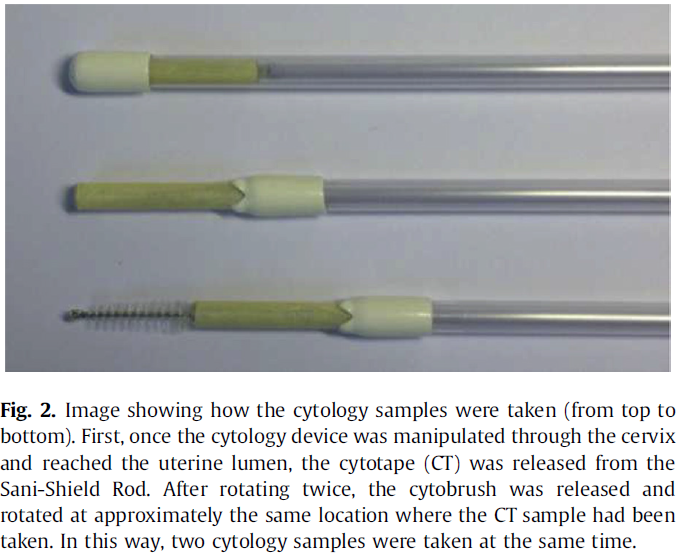 Fig. 2. Image showing how the cytology samples were taken (from top to
bottom). First, once the cytology device was manipulated through the cervix
and reached the uterine lumen, the cytotape (CT) was released from the
Sani-Shield Rod. After rotating twice, the cytobrush was released and
rotated at approximately the same location where the CT sample had been
taken. In this way, two cytology samples were taken at the same time.